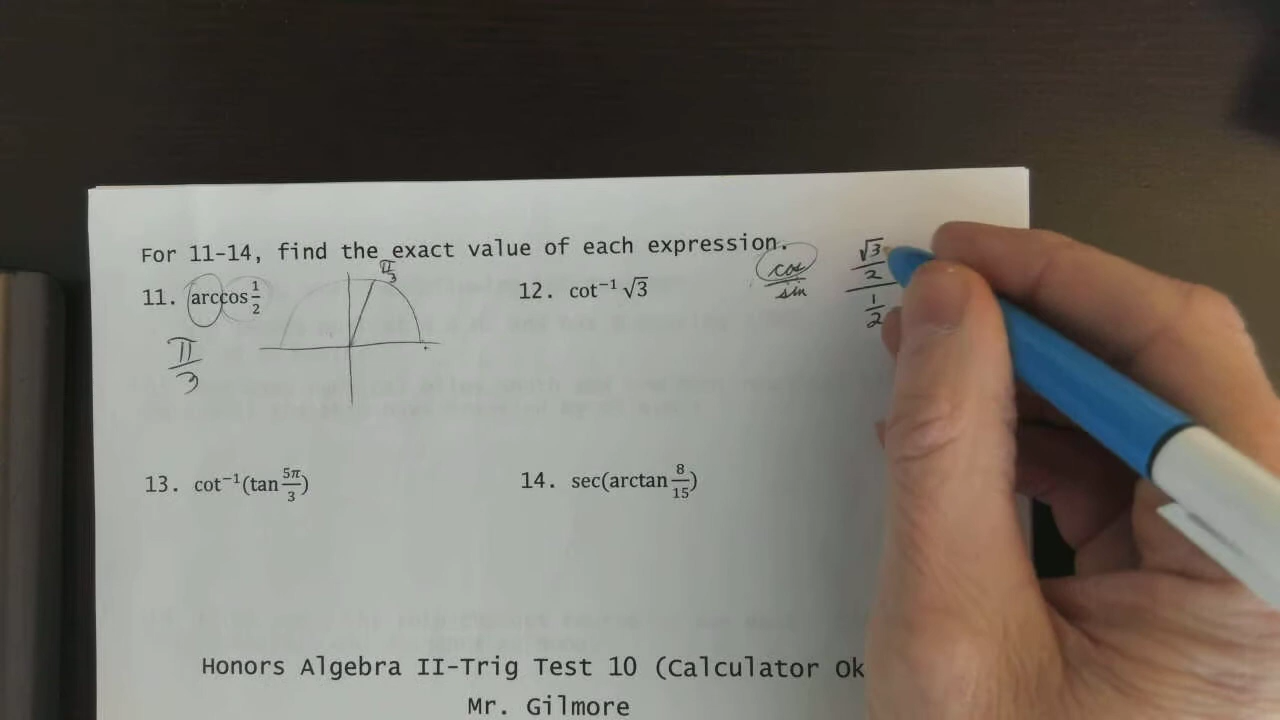 For 11-14, find the exact value of each expression.
11. arccos 1/2
π/3
π/3
12. cot⁻¹ √3
cos/sin
√3/2
1/2
13. cot⁻¹(tan 5π/3)
14. sec(arctan 8/15)
Honors Algebra II-Trig Test 10 (Calculator Ok
Mr. Gilmore